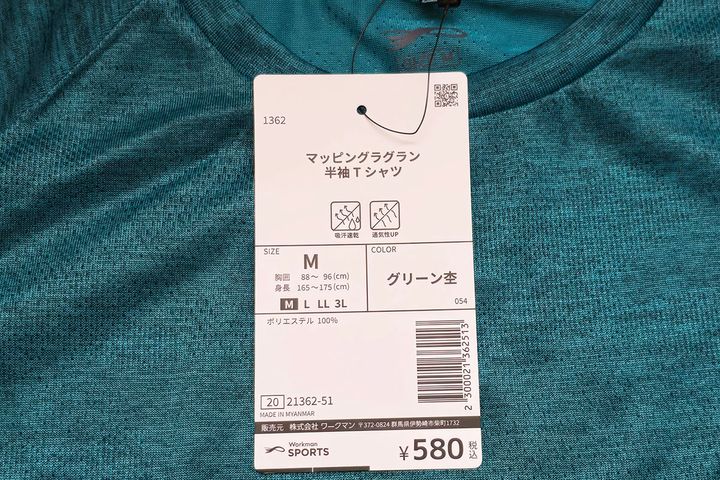 1362
マッピングラグラン
半袖Tシャツ
吸汗速乾 通気性UP
SIZE
M
胸囲 88～ 96(cm)
身長 165～175(cm)
M L LL 3L
COLOR
グリーン杢
054
ポリエステル 100%
2 300021 362513
20 21362-51
MADE IN MYANMAR
販売元 株式会社 ワークマン 〒372-0824 群馬県伊勢崎市柴町1732
Workman
SPORTS
¥580税込